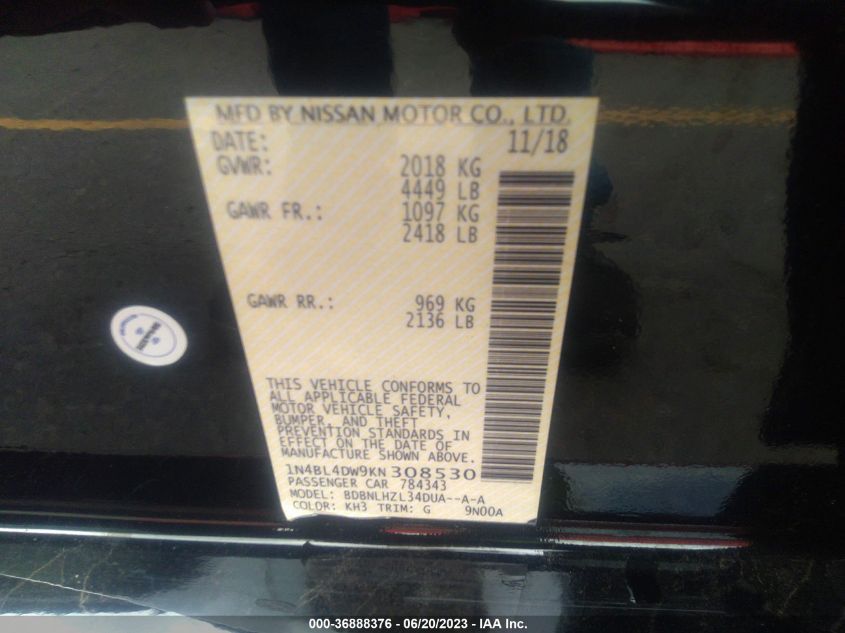 MFD BY NISSAN MOTOR CO., LTD.
DATE: 11/18
GVWR: 2018 KG
4449 LB
GAWR FR.: 1097 KG
2418 LB
GAWR RR.: 969 KG
2136 LB
THIS VEHICLE CONFORMS TO
ALL APPLICABLE FEDERAL
MOTOR VEHICLE SAFETY,
BUMPER, AND THEFT
PREVENTION STANDARDS IN
EFFECT ON THE DATE OF
MANUFACTURE SHOWN ABOVE.
1N4BL4DW9KN308530
PASSENGER CAR 784343
MODEL: BDBNLHZL34DUA--A-A
COLOR: KH3 TRIM: G 9N00A
000-36888376 - 06/20/2023 - IAA Inc.